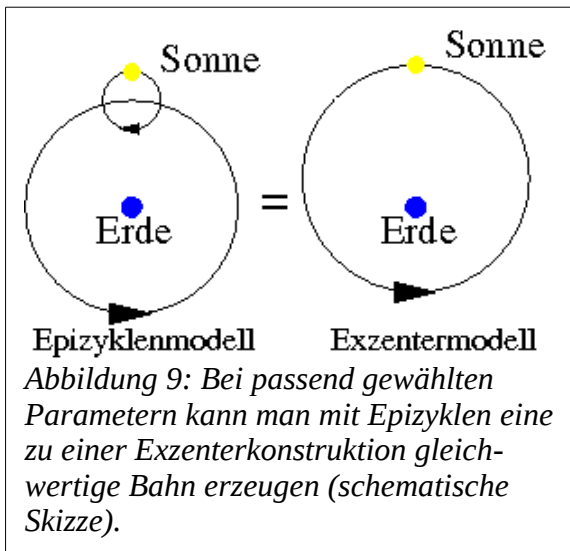 Sonne
Sonne
=
Erde
Erde
Epizyklenmodell
Exzentermodell
Abbildung 9: Bei passend gewählten
Parametern kann man mit Epizyklen eine
zu einer Exzenterkonstruktion gleich-
wertige Bahn erzeugen (schematische
Skizze).